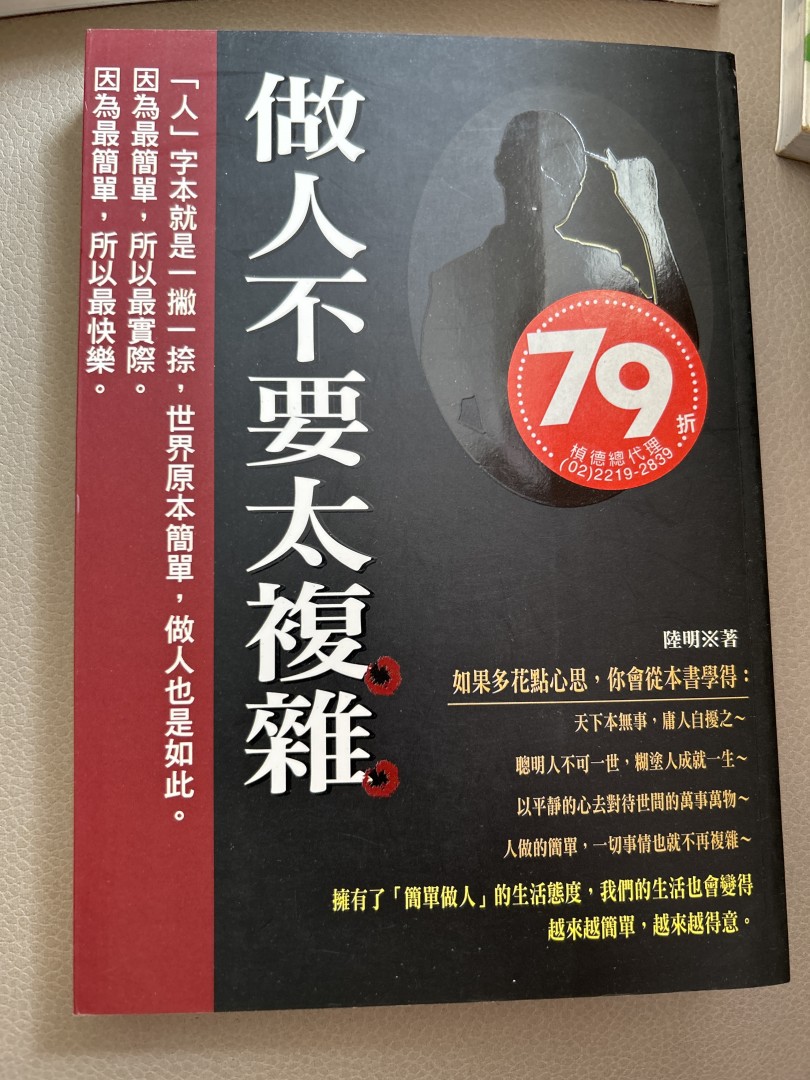 做人不要太複雜
「人」字本就是一撇一捺，世界原本簡單，做人也是如此。
因為最簡單，所以最實際。
因為最簡單，所以最快樂。
79折
楨德總代理
(02)2219-2839
陸明※著
如果多花點心思，你會從本書學得：
天下本無事，庸人自擾之~
聰明人不可一世，糊塗人成就一生~
以平靜的心去對待世間的萬事萬物~
人做的簡單，一切事情也就不再複雜~
擁有了「簡單做人」的生活態度，我們的生活也會變得
越來越簡單，越來越得意。